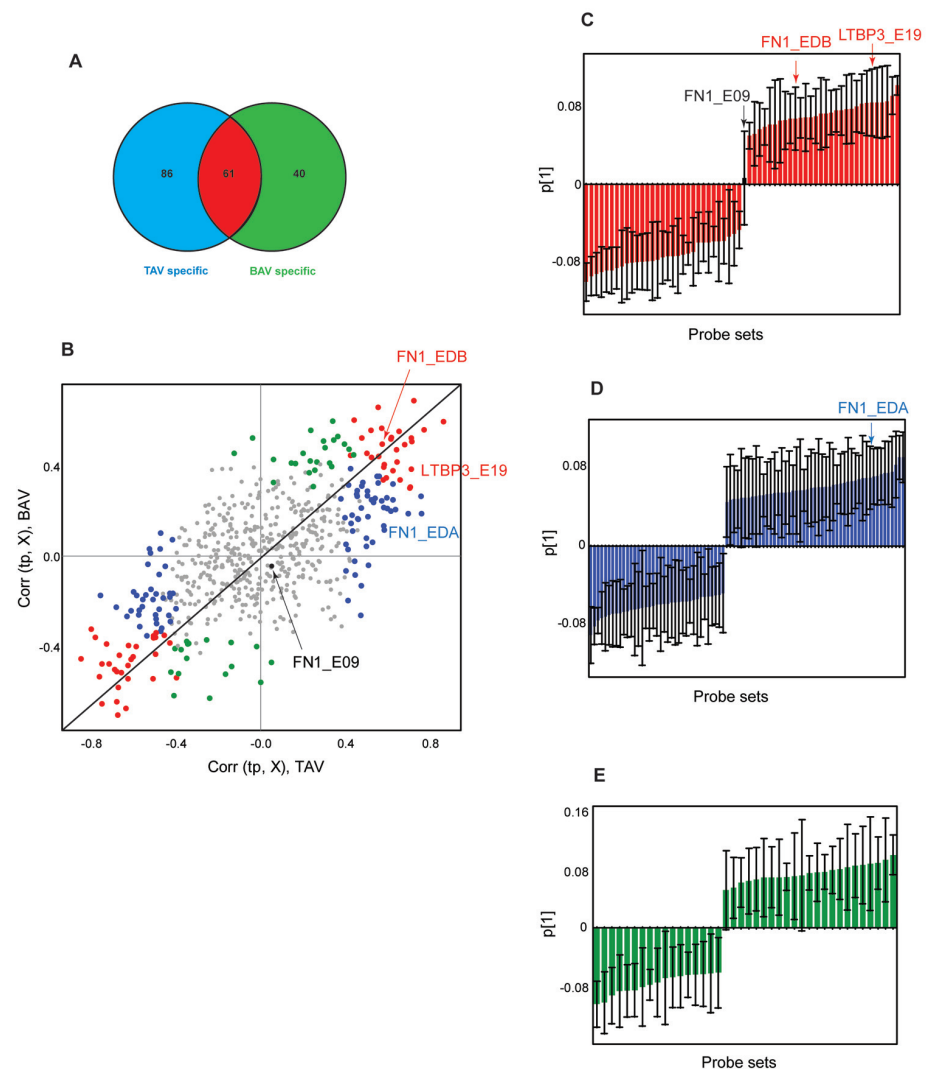 A
86
61
40
TAV specific
BAV specific
B
FN1_EDB
LTBP3_E19
FN1_EDA
FN1_E09
0.4
0.0
-0.4
-0.8
-0.4
-0.0
0.4
0.8
Corr (tp, X), BAV
Corr (tp, X), TAV
C
FN1_EDB
LTBP3_E19
FN1_E09
0.08
0
-0.08
p[1]
Probe sets
D
FN1_EDA
0.08
0
-0.08
p[1]
Probe sets
E
0.16
0.08
0
-0.08
p[1]
Probe sets